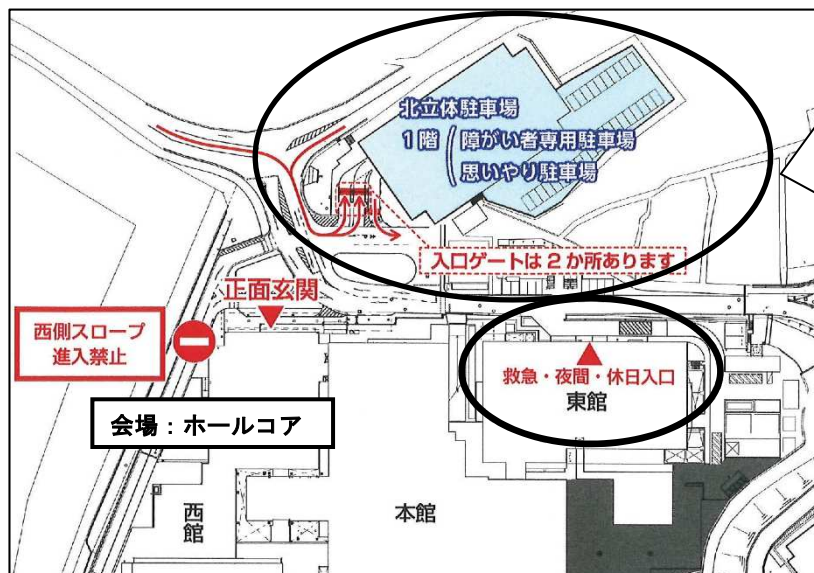 北立体駐車場
1階 ( 障がい者専用駐車場
思いやり駐車場
入口ゲートは2か所あります
正面玄関
西側スロープ
進入禁止
救急・夜間・休日入口
東館
会場：ホールコア
西館
本館